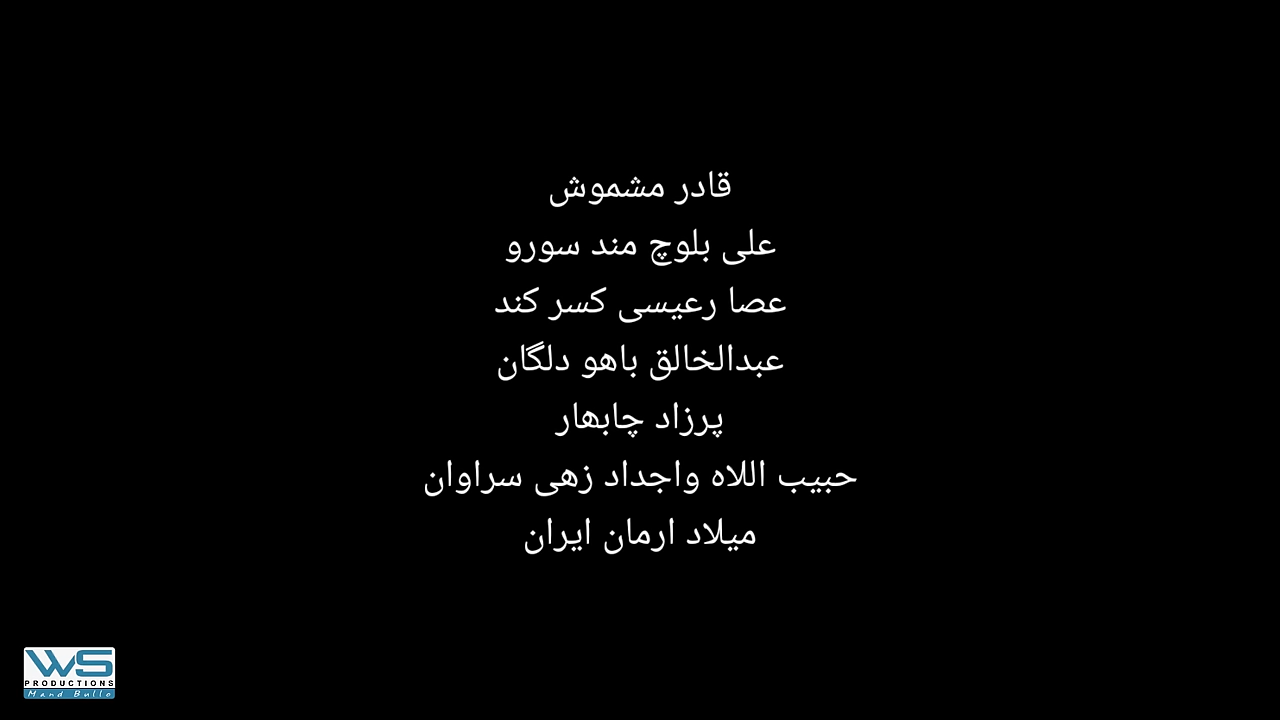 قادر مشموش
علی بلوچ مند سورو
عصا رعیسی کسر کند
عبدالخالق باهو دلگان
پرزاد چابهار
حبیب اللاه واجداد زهی سراوان
میلاد ارمان ایران
WS
PRODUCTIONS
Mand Bullo